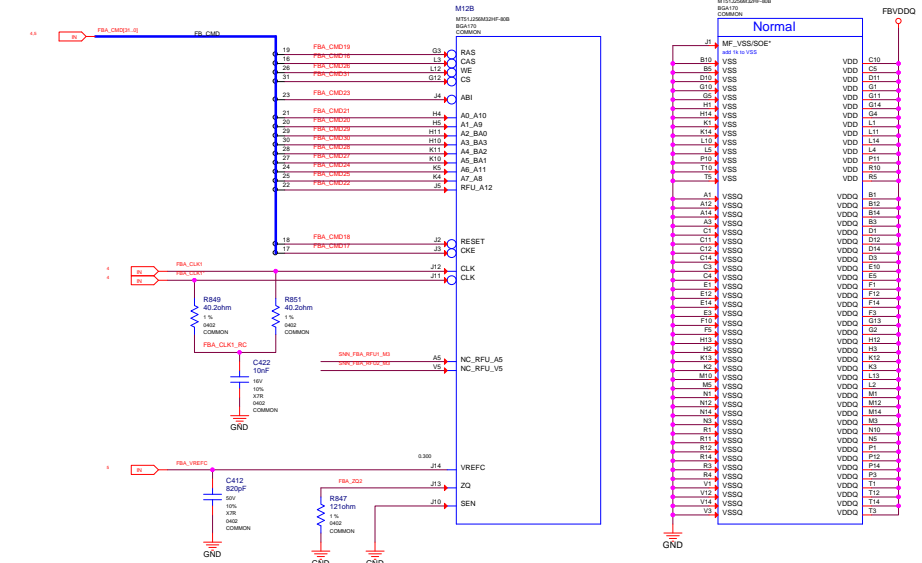 M12B
MT51J256M32HF-80B
BGA170
COMMON
4,5
IN
FBA_CMD[31..0]
FB_CMD
19 FBA_CMD19 G3 RAS
16 FBA_CMD16 L3 CAS
26 FBA_CMD26 L12 WE
31 FBA_CMD31 G12 CS
23 FBA_CMD23 J4 ABI
21 FBA_CMD21 H4 A0_A10
20 FBA_CMD20 H5 A1_A9
29 FBA_CMD29 H11 A2_BA0
30 FBA_CMD30 H10 A3_BA3
28 FBA_CMD28 K11 A4_BA2
27 FBA_CMD27 K10 A5_BA1
24 FBA_CMD24 K5 A6_A11
25 FBA_CMD25 K4 A7_A8
22 FBA_CMD22 J5 RFU_A12
18 FBA_CMD18 J2 RESET
17 FBA_CMD17 J3 CKE
4 IN FBA_CLK1 J12 CLK
4 IN FBA_CLK1* J11 CLK
R849
40.2ohm
1 %
0402
COMMON
R851
40.2ohm
1 %
0402
COMMON
FBA_CLK1_RC
C422
10nF
16V
10%
X7R
0402
COMMON
GND
SNN_FBA_RFU1_M3 A5 NC_RFU_A5
SNN_FBA_RFU2_M3 V5 NC_RFU_V5
5 IN FBA_VREFC 0.300 J14 VREFC
C412
820pF
50V
10%
X7R
0402
COMMON
GND
FBA_ZQ2 J13 ZQ
R847
121ohm
1 %
0402
COMMON
GND
J10 SEN
GND
MT51J256M32HF-80B
BGA170
COMMON
Normal
FBVDDQ
J1 MF_VSS/SOE*
add 1k to VSS
B10 VSS VDD C10
B5 VSS VDD C5
D10 VSS VDD D11
G10 VSS VDD G1
G5 VSS VDD G11
H1 VSS VDD G14
H14 VSS VDD G4
K1 VSS VDD L1
K14 VSS VDD L11
L10 VSS VDD L14
L5 VSS VDD L4
P10 VSS VDD P11
T10 VSS VDD R10
T5 VSS VDD R5
A1 VSSQ VDDQ B1
A12 VSSQ VDDQ B12
A14 VSSQ VDDQ B14
A3 VSSQ VDDQ B3
C1 VSSQ VDDQ D1
C11 VSSQ VDDQ D12
C12 VSSQ VDDQ D14
C14 VSSQ VDDQ D3
C3 VSSQ VDDQ E10
C4 VSSQ VDDQ E5
E1 VSSQ VDDQ F1
E12 VSSQ VDDQ F12
E14 VSSQ VDDQ F14
E3 VSSQ VDDQ F3
F10 VSSQ VDDQ G13
F5 VSSQ VDDQ G2
H13 VSSQ VDDQ H12
H2 VSSQ VDDQ H3
K13 VSSQ VDDQ K12
K2 VSSQ VDDQ K3
M10 VSSQ VDDQ L13
M5 VSSQ VDDQ L2
N1 VSSQ VDDQ M1
N12 VSSQ VDDQ M12
N14 VSSQ VDDQ M14
N3 VSSQ VDDQ M3
R1 VSSQ VDDQ N10
R11 VSSQ VDDQ N5
R12 VSSQ VDDQ P1
R14 VSSQ VDDQ P12
R3 VSSQ VDDQ P14
R4 VSSQ VDDQ P3
V1 VSSQ VDDQ T1
V12 VSSQ VDDQ T12
V14 VSSQ VDDQ T14
V3 VSSQ VDDQ T3
GND